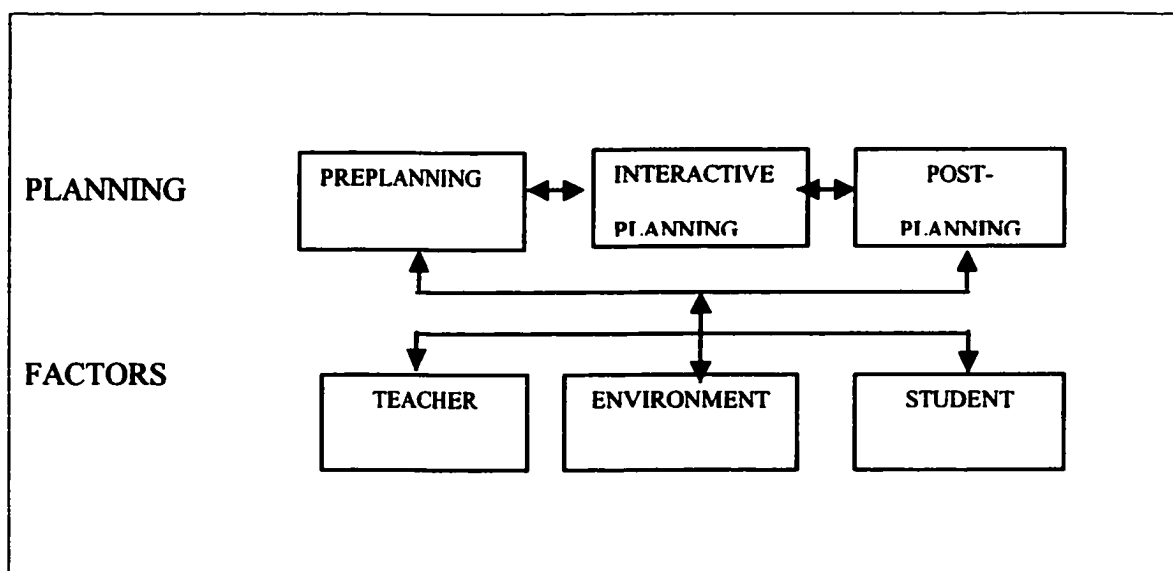 PLANNING
PREPLANNING
INTERACTIVE
PLANNING
POST-
PLANNING
FACTORS
TEACHER
ENVIRONMENT
STUDENT